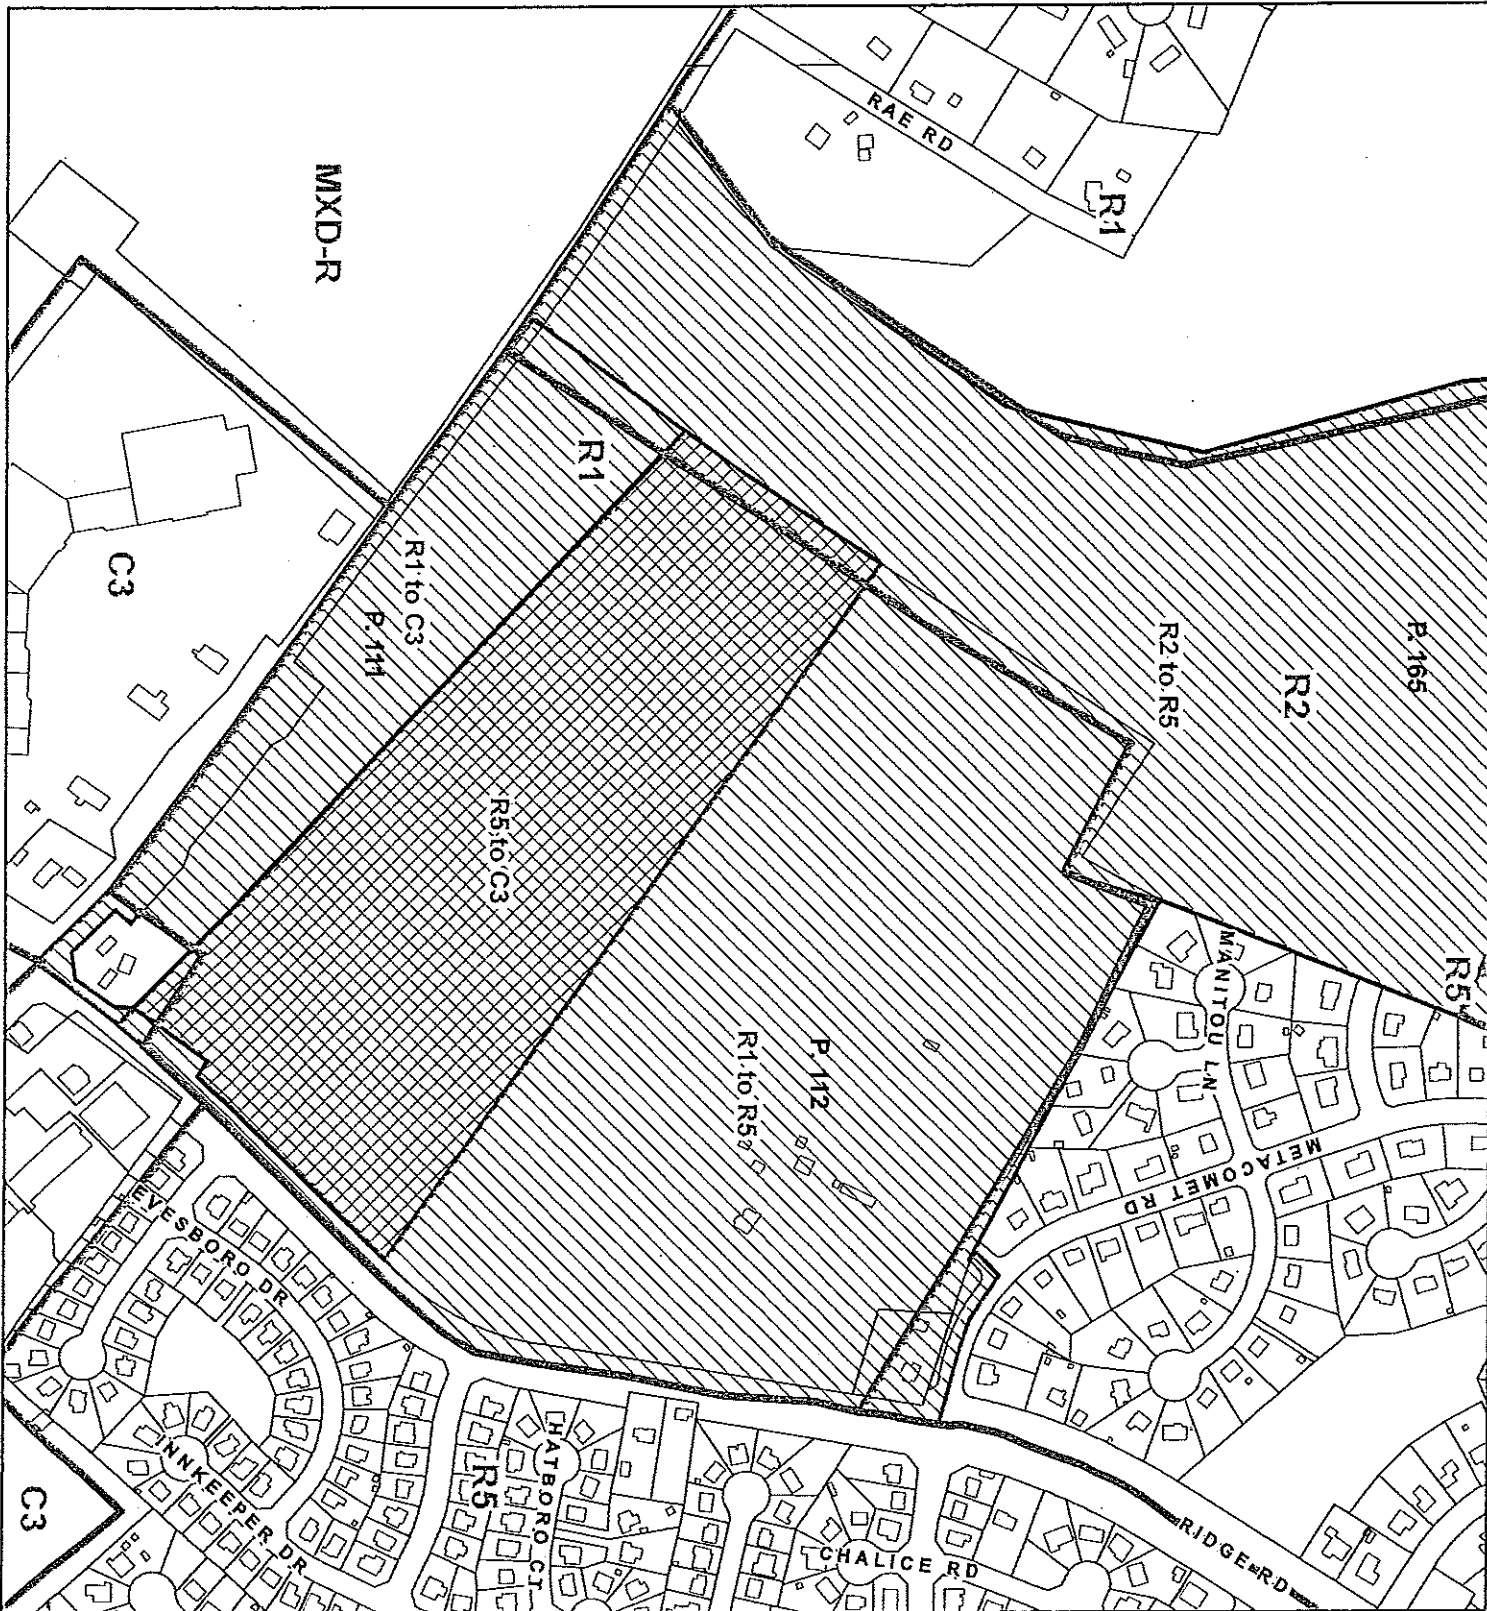 RAE RD
R1
MXD-R
R1
R1 to C3
P. 111
C3
R5 to C3
P. 165
R2
R2 to R5
R5
MANITOU LN
METACOMET RD
P. 112
R1 to R5
EVESBORO DR
INNKEEPER DR
HATBORO CT
R5
CHALICE RD
RIDGE RD
C3